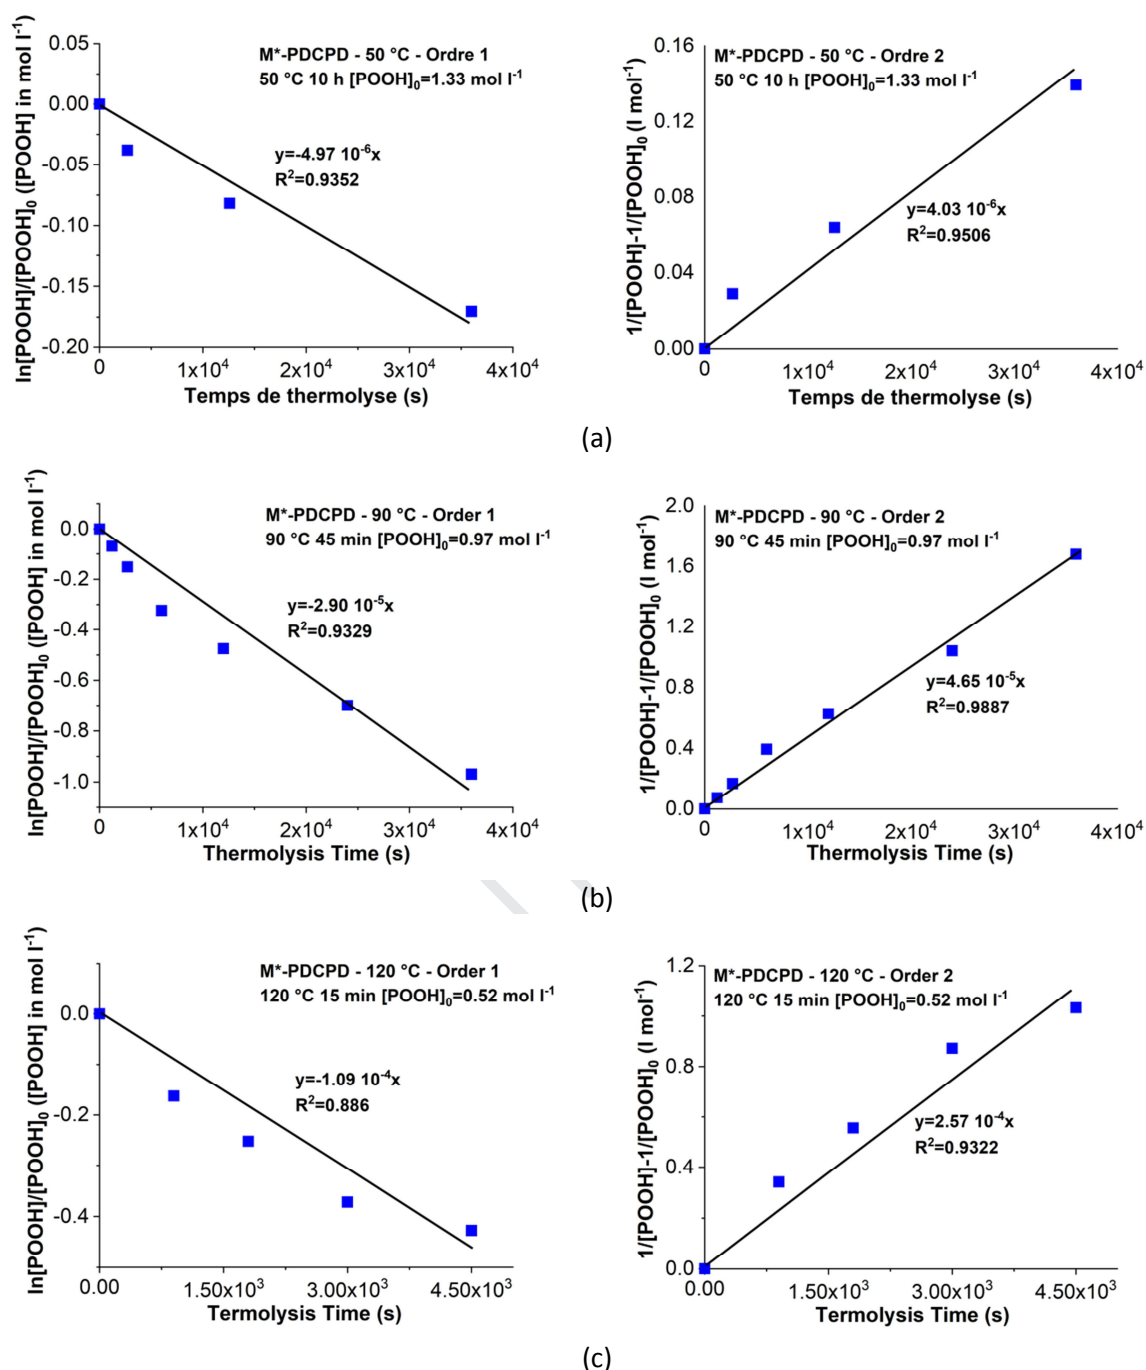 M*-PDCPD - 50 °C - Ordre 1
50 °C 10 h [POOH]₀=1.33 mol l⁻¹
y=-4.97 10⁻⁶x
R²=0.9352
ln[POOH]/[POOH]₀ ([POOH] in mol l⁻¹)
0.05
0.00
-0.05
-0.10
-0.15
-0.20
0 1x10⁴ 2x10⁴ 3x10⁴ 4x10⁴
Temps de thermolyse (s)
M*-PDCPD - 50 °C - Ordre 2
50 °C 10 h [POOH]₀=1.33 mol l⁻¹
y=4.03 10⁻⁶x
R²=0.9506
1/[POOH]-1/[POOH]₀ (l mol⁻¹)
0.16
0.12
0.08
0.04
0.00
0 1x10⁴ 2x10⁴ 3x10⁴ 4x10⁴
Temps de thermolyse (s)
(a)
M*-PDCPD - 90 °C - Order 1
90 °C 45 min [POOH]₀=0.97 mol l⁻¹
y=-2.90 10⁻⁵x
R²=0.9329
ln[POOH]/[POOH]₀ ([POOH] in mol l⁻¹)
0.0
-0.2
-0.4
-0.6
-0.8
-1.0
0 1x10⁴ 2x10⁴ 3x10⁴ 4x10⁴
Thermolysis Time (s)
M*-PDCPD - 90 °C - Order 2
90 °C 45 min [POOH]₀=0.97 mol l⁻¹
y=4.65 10⁻⁵x
R²=0.9887
1/[POOH]-1/[POOH]₀ (l mol⁻¹)
2.0
1.6
1.2
0.8
0.4
0.0
0 1x10⁴ 2x10⁴ 3x10⁴ 4x10⁴
Thermolysis Time (s)
(b)
M*-PDCPD - 120 °C - Order 1
120 °C 15 min [POOH]₀=0.52 mol l⁻¹
y=-1.09 10⁻⁴x
R²=0.886
ln[POOH]/[POOH]₀ ([POOH] in mol l⁻¹)
0.0
-0.2
-0.4
0.00 1.50x10³ 3.00x10³ 4.50x10³
Termolysis Time (s)
M*-PDCPD - 120 °C - Order 2
120 °C 15 min [POOH]₀=0.52 mol l⁻¹
y=2.57 10⁻⁴x
R²=0.9322
1/[POOH]-1/[POOH]₀ (l mol⁻¹)
1.2
0.8
0.4
0.0
0.00 1.50x10³ 3.00x10³ 4.50x10³
Termolysis Time (s)
(c)